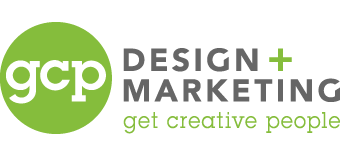 gcp
DESIGN+
MARKETING
get creative people